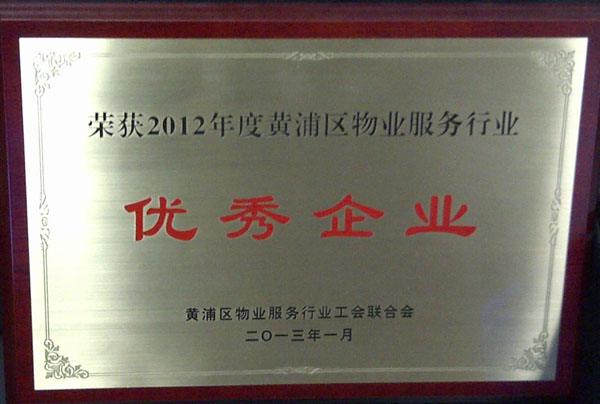 荣获2012年度黄浦区物业服务行业
优秀企业
黄浦区物业服务行业工会联合会
二〇一三年一月